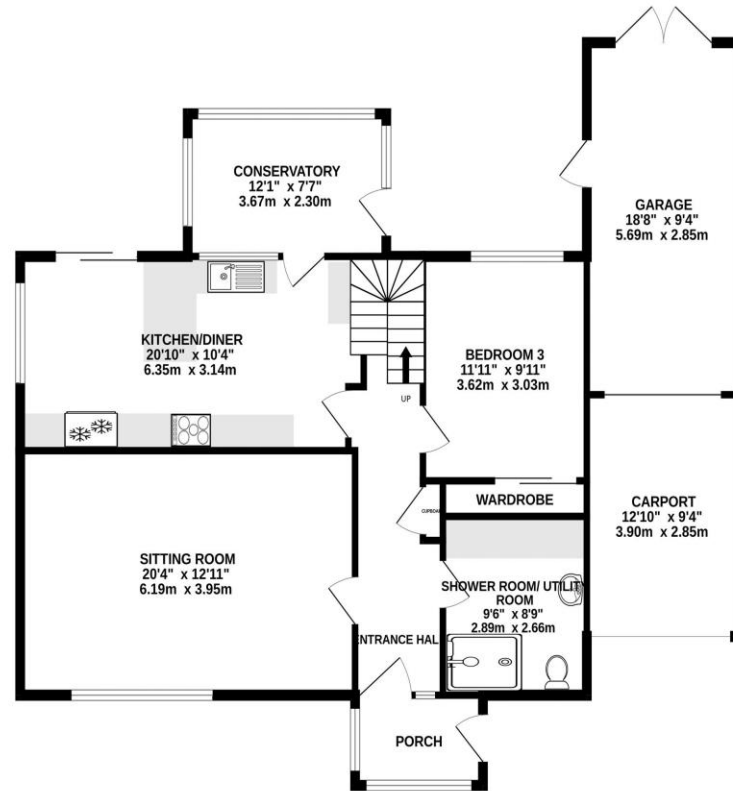 CONSERVATORY
12'1" x 7'7"
3.67m x 2.30m
GARAGE
18'8" x 9'4"
5.69m x 2.85m
KITCHEN/DINER
20'10" x 10'4"
6.35m x 3.14m
BEDROOM 3
11'11" x 9'11"
3.62m x 3.03m
UP
WARDROBE
CARPORT
12'10" x 9'4"
3.90m x 2.85m
CUPBOA
SITTING ROOM
20'4" x 12'11"
6.19m x 3.95m
SHOWER ROOM/ UTILITY
ROOM
9'6" x 8'9"
2.89m x 2.66m
ENTRANCE HAL
PORCH